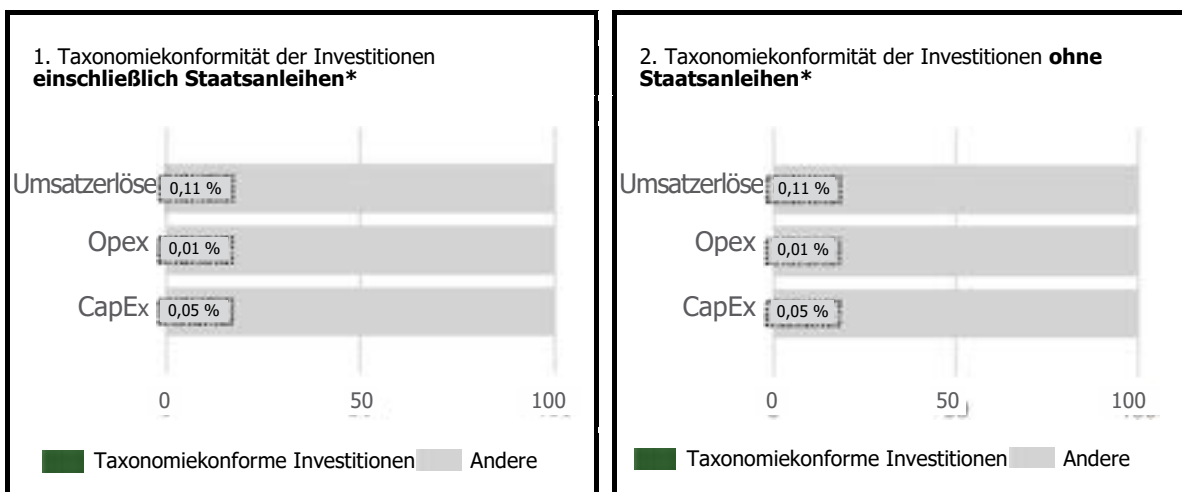 1. Taxonomiekonformität der Investitionen
einschließlich Staatsanleihen*
Umsatzerlöse
0,11 %
Opex
0,01 %
CapEx
0,05 %
0 50 100
Taxonomiekonforme Investitionen Andere
2. Taxonomiekonformität der Investitionen ohne
Staatsanleihen*
Umsatzerlöse
0,11 %
Opex
0,01 %
CapEx
0,05 %
0 50 100
Taxonomiekonforme Investitionen Andere